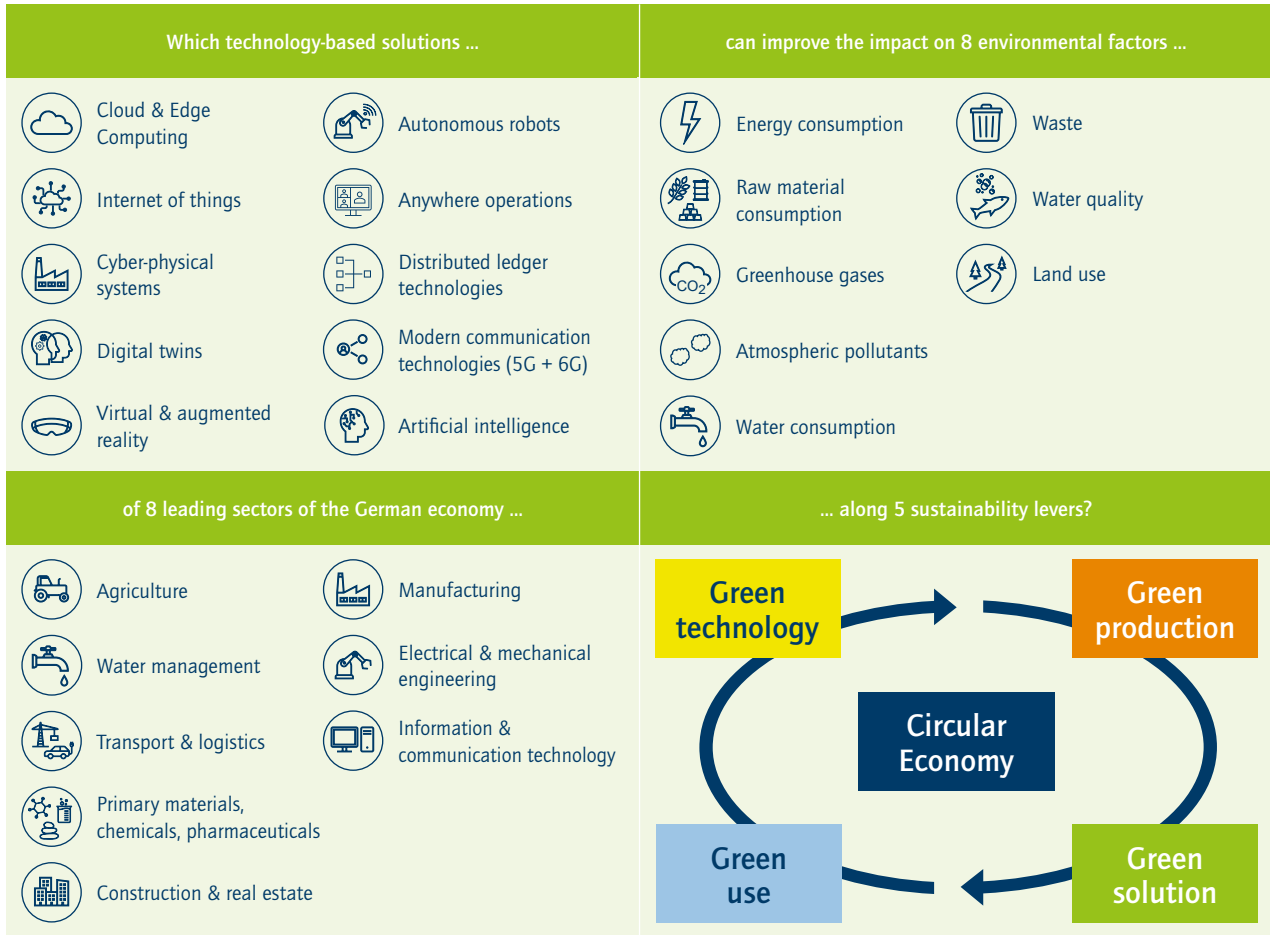 Which technology-based solutions ...
Cloud & Edge
Computing
Internet of things
Cyber-physical
systems
Digital twins
Virtual & augmented
reality
Autonomous robots
Anywhere operations
Distributed ledger
technologies
Modern communication
technologies (5G + 6G)
Artificial intelligence
can improve the impact on 8 environmental factors ...
Energy consumption
Raw material
consumption
CO2
Greenhouse gases
Atmospheric pollutants
Water consumption
Waste
Water quality
Land use
of 8 leading sectors of the German economy ...
Agriculture
Water management
Transport & logistics
Primary materials,
chemicals, pharmaceuticals
Construction & real estate
Manufacturing
Electrical & mechanical
engineering
Information &
communication technology
... along 5 sustainability levers?
Green
technology
Green
production
Circular
Economy
Green
use
Green
solution